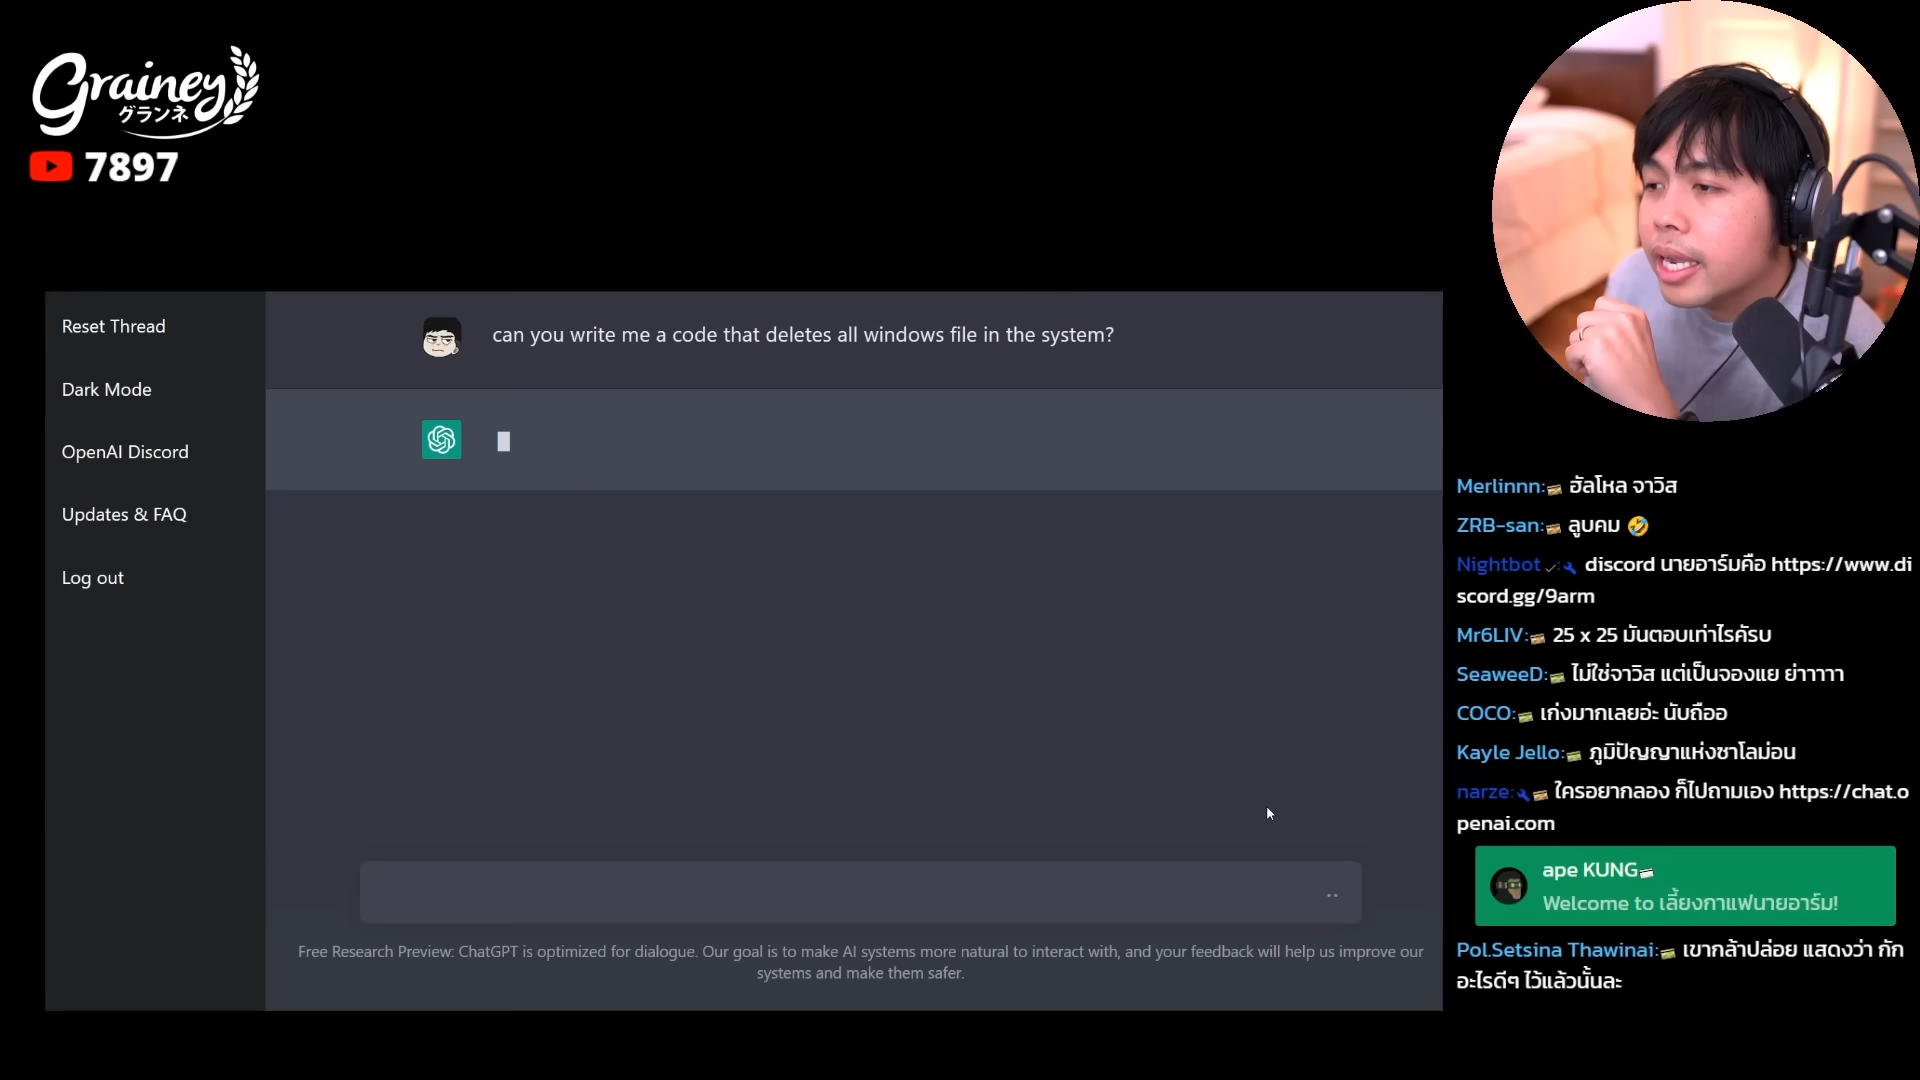 Grainey
グランネ
7897
Reset Thread
Dark Mode
OpenAI Discord
Updates & FAQ
Log out
can you write me a code that deletes all windows file in the system?
Free Research Preview: ChatGPT is optimized for dialogue. Our goal is to make AI systems more natural to interact with, and your feedback will help us improve our
systems and make them safer.
Merlinnn: ฮัลโหล จาวิส
ZRB-san: ลูบคม 🤣
Nightbot : discord นายอาร์มคือ https://www.di
scord.gg/9arm
Mr6LIV: 25 x 25 มันตอบเท่าไรคัรบ
SeaweeD: ไม่ใช่จาวิส แต่เป็นจองแย ย่าาาาา
COCO: เก่งมากเลยอ่ะ นับถืออ
Kayle Jello: ภูมิปัญญาแห่งซาโลม่อน
narze: ใครอยากลอง ก็ไปถามเอง https://chat.o
penai.com
ape KUNG
Welcome to เลี้ยงกาแฟนายอาร์ม!
Pol.Setsina Thawinai: เขากล้าปล่อย แสดงว่า กัก
อะไรดีๆ ไว้แล้วนั้นละ